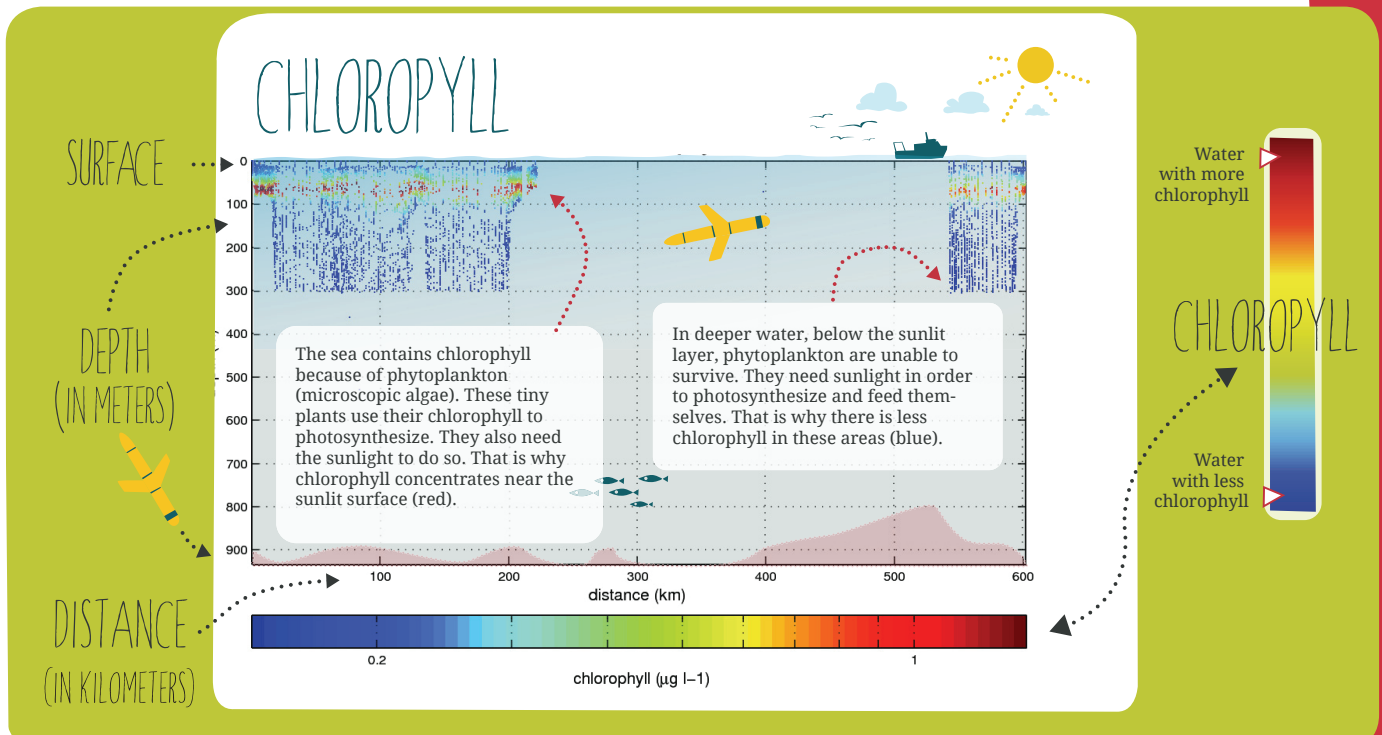 CHLOROPYLL
SURFACE
DEPTH
(IN METERS)
DISTANCE
(IN KILOMETERS)
0
100
200
300
400
500
600
700
800
900
The sea contains chlorophyll
because of phytoplankton
(microscopic algae). These tiny
plants use their chlorophyll to
photosynthesize. They also need
the sunlight to do so. That is why
chlorophyll concentrates near the
sunlit surface (red).
In deeper water, below the sunlit
layer, phytoplankton are unable to
survive. They need sunlight in order
to photosynthesize and feed them-
selves. That is why there is less
chlorophyll in these areas (blue).
100 200 300 400 500 600
distance (km)
0.2 1
chlorophyll (μg l−1)
Water
with more
chlorophyll
CHLOROPYLL
Water
with less
chlorophyll